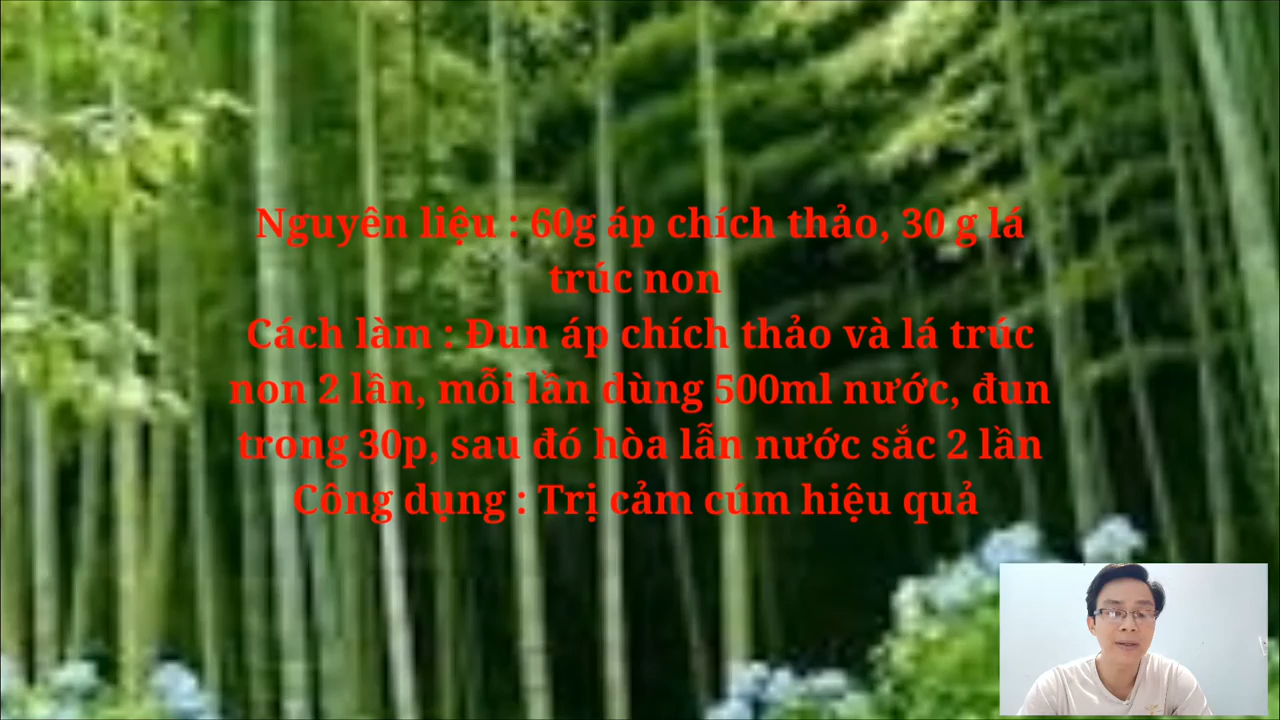 Nguyên liệu : 60g áp chích thảo, 30 g lá
trúc non
Cách làm : Đun áp chích thảo và lá trúc
non 2 lần, mỗi lần dùng 500ml nước, đun
trong 30p, sau đó hòa lẫn nước sắc 2 lần
Công dụng : Trị cảm cúm hiệu quả